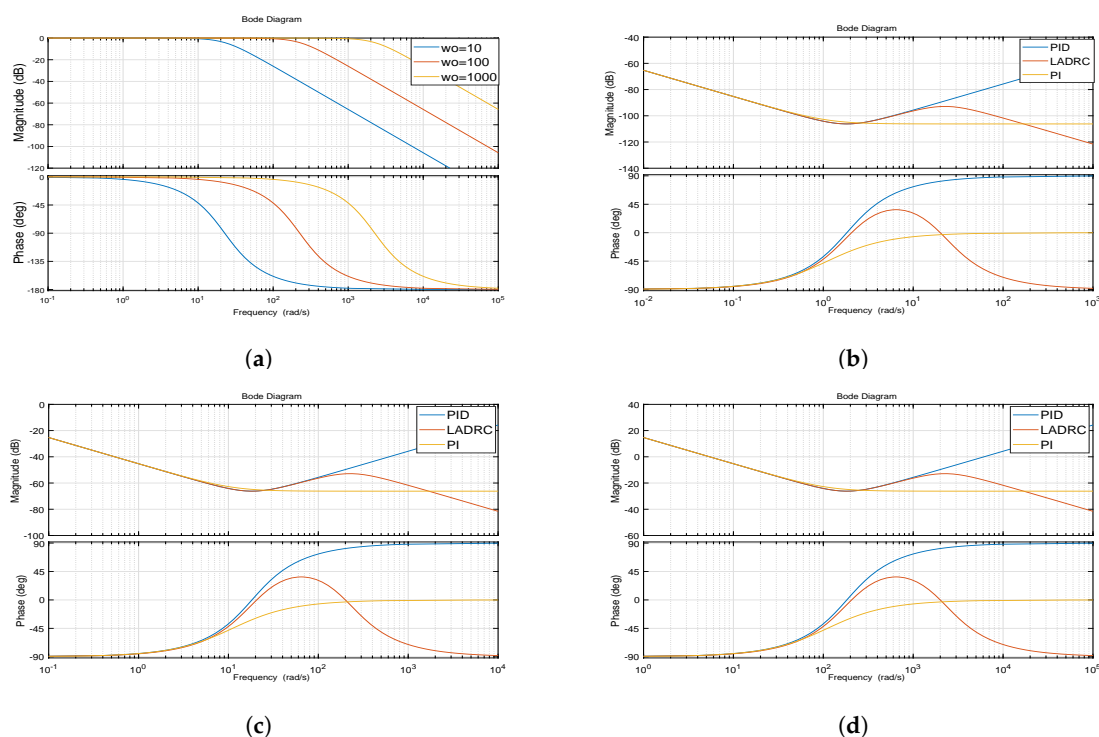 Bode Diagram
Magnitude (dB)
0
-20
-40
-60
-80
-100
-120
wo=10
wo=100
wo=1000
Phase (deg)
0
-45
-90
-135
-180
10^-1 10^0 10^1 10^2 10^3 10^4 10^5
Frequency (rad/s)
(a)
Bode Diagram
Magnitude (dB)
-40
-60
-80
-100
-120
-140
PID
LADRC
PI
Phase (deg)
90
45
0
-45
-90
10^-2 10^-1 10^0 10^1 10^2 10^3
Frequency (rad/s)
(b)
Bode Diagram
Magnitude (dB)
0
-20
-40
-60
-80
-100
PID
LADRC
PI
Phase (deg)
90
45
0
-45
-90
10^-1 10^0 10^1 10^2 10^3 10^4
Frequency (rad/s)
(c)
Bode Diagram
Magnitude (dB)
40
20
0
-20
-40
-60
PID
LADRC
PI
Phase (deg)
90
45
0
-45
-90
10^0 10^1 10^2 10^3 10^4 10^5
Frequency (rad/s)
(d)